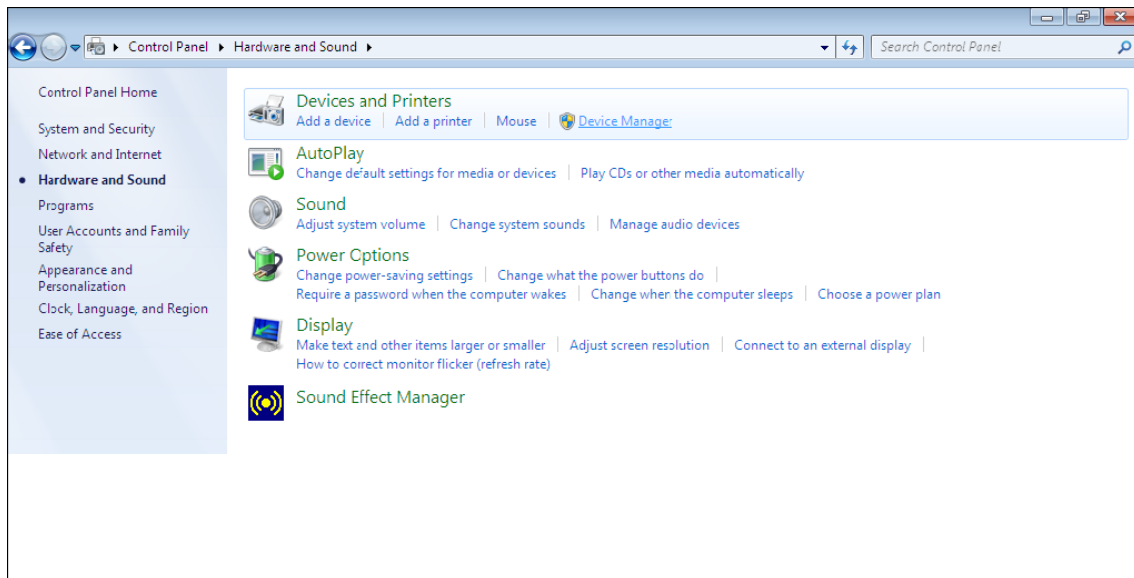 Control Panel Hardware and Sound Search Control Panel
Control Panel Home
System and Security
Network and Internet
Hardware and Sound
Programs
User Accounts and Family
Safety
Appearance and
Personalization
Clock, Language, and Region
Ease of Access
Devices and Printers
Add a device Add a printer Mouse Device Manager
AutoPlay
Change default settings for media or devices Play CDs or other media automatically
Sound
Adjust system volume Change system sounds Manage audio devices
Power Options
Change power-saving settings Change what the power buttons do
Require a password when the computer wakes Change when the computer sleeps Choose a power plan
Display
Make text and other items larger or smaller Adjust screen resolution Connect to an external display
How to correct monitor flicker (refresh rate)
Sound Effect Manager